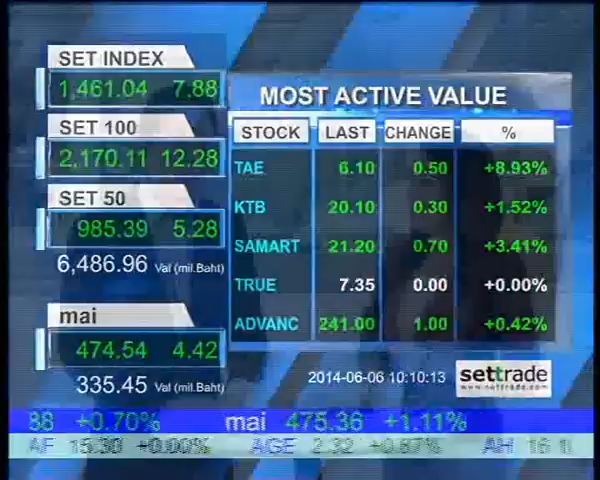 SET INDEX
1,461.04 7.88
SET 100
2,170.11 12.28
SET 50
985.39 5.28
6,486.96 Val (mil.Baht)
mai
474.54 4.42
335.45 Val (mil.Baht)
MOST ACTIVE VALUE
STOCK LAST CHANGE %
TAE 6.10 0.50 +8.93%
KTB 20.10 0.30 +1.52%
SAMART 21.20 0.70 +3.41%
TRUE 7.35 0.00 +0.00%
ADVANC 241.00 1.00 +0.42%
2014-06-06 10:10:13
settrade
www.settrade.com
88 +0.70% mai 475.36 +1.11%
AF 15.30 +0.00% AGE 2.32 +0.87% AH